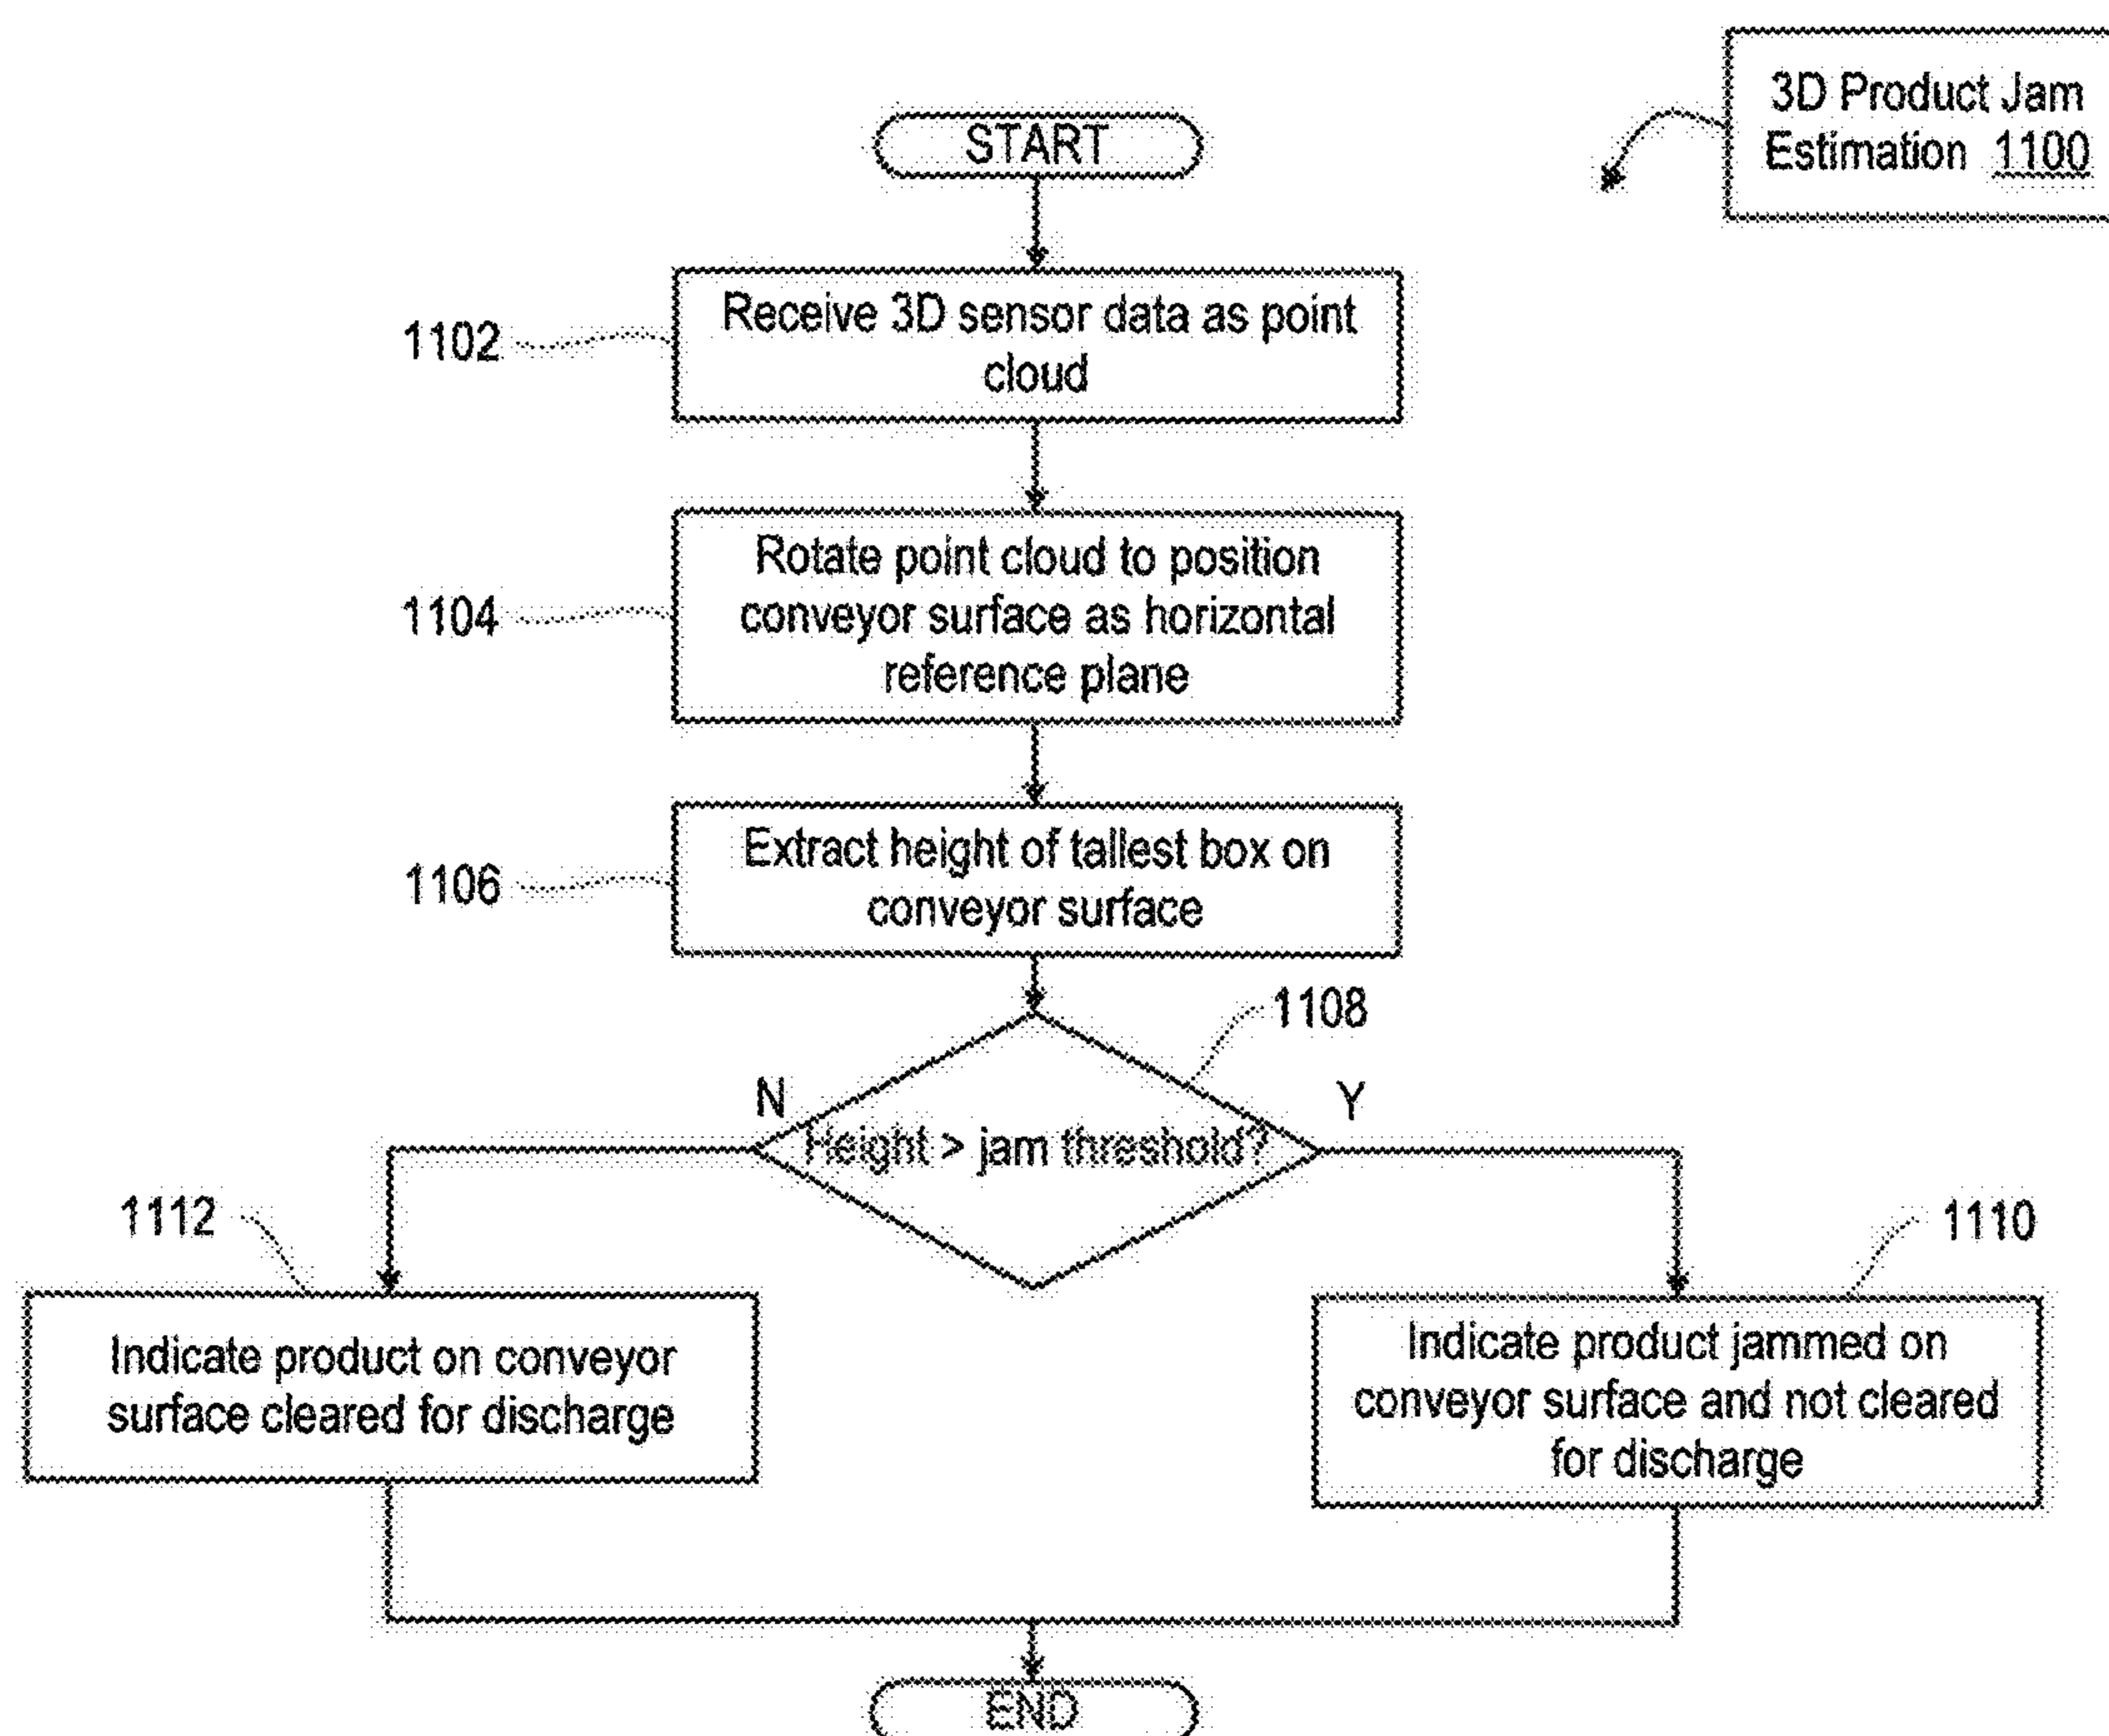 3D Product Jam
Estimation 1100
START
1102
Receive 3D sensor data as point
cloud
1104
Rotate point cloud to position
conveyor surface as horizontal
reference plane
1106
Extract height of tallest box on
conveyor surface
1108
N
Y
Height > jam threshold?
1112
1110
Indicate product on conveyor
surface cleared for discharge
Indicate product jammed on
conveyor surface and not cleared
for discharge
END